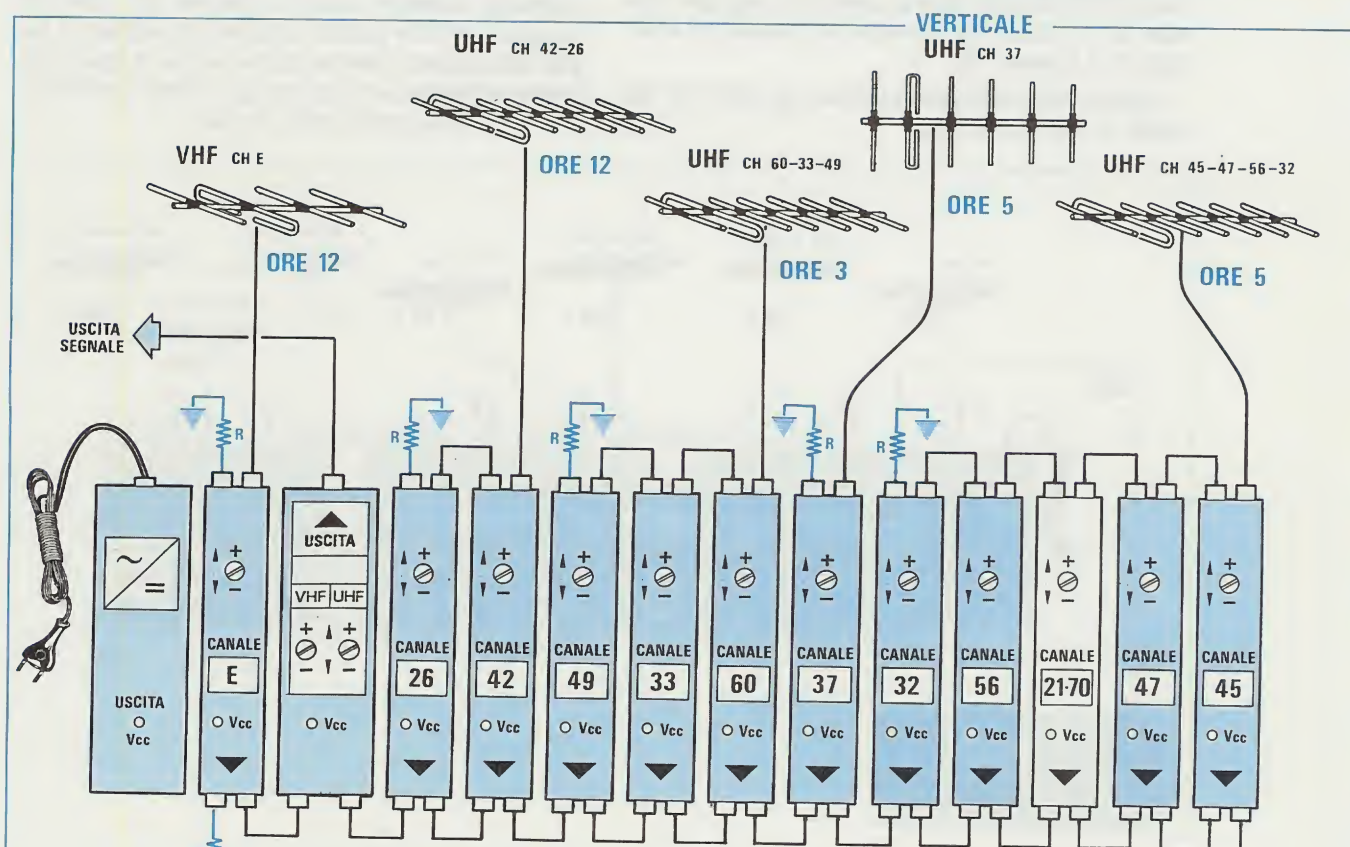 VERTICALE
UHF CH 42-26
UHF CH 37
VHF CH E
ORE 12
UHF CH 60-33-49
UHF CH 45-47-56-32
ORE 12
ORE 3
ORE 5
ORE 5
USCITA
SEGNALE
R
R
R
R
R
USCITA
VHF UHF
+ -
+ - + -
+ -
+ -
+ -
+ -
+ -
+ -
+ -
+ -
+ -
+ -
+ -
~ =
CANALE CANALE CANALE CANALE CANALE CANALE CANALE CANALE CANALE CANALE CANALE CANALE
E 26 42 49 33 60 37 32 56 21-70 47 45
USCITA
Vcc
Vcc Vcc Vcc Vcc Vcc Vcc Vcc Vcc Vcc Vcc Vcc Vcc Vcc